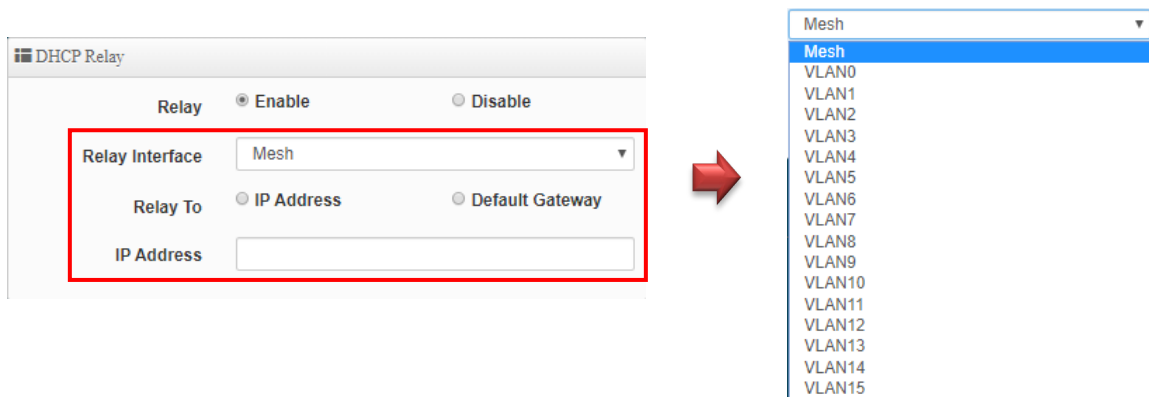 DHCP Relay
Relay Enable Disable
Relay Interface Mesh
Relay To IP Address Default Gateway
IP Address
Mesh
Mesh
VLAN0
VLAN1
VLAN2
VLAN3
VLAN4
VLAN5
VLAN6
VLAN7
VLAN8
VLAN9
VLAN10
VLAN11
VLAN12
VLAN13
VLAN14
VLAN15